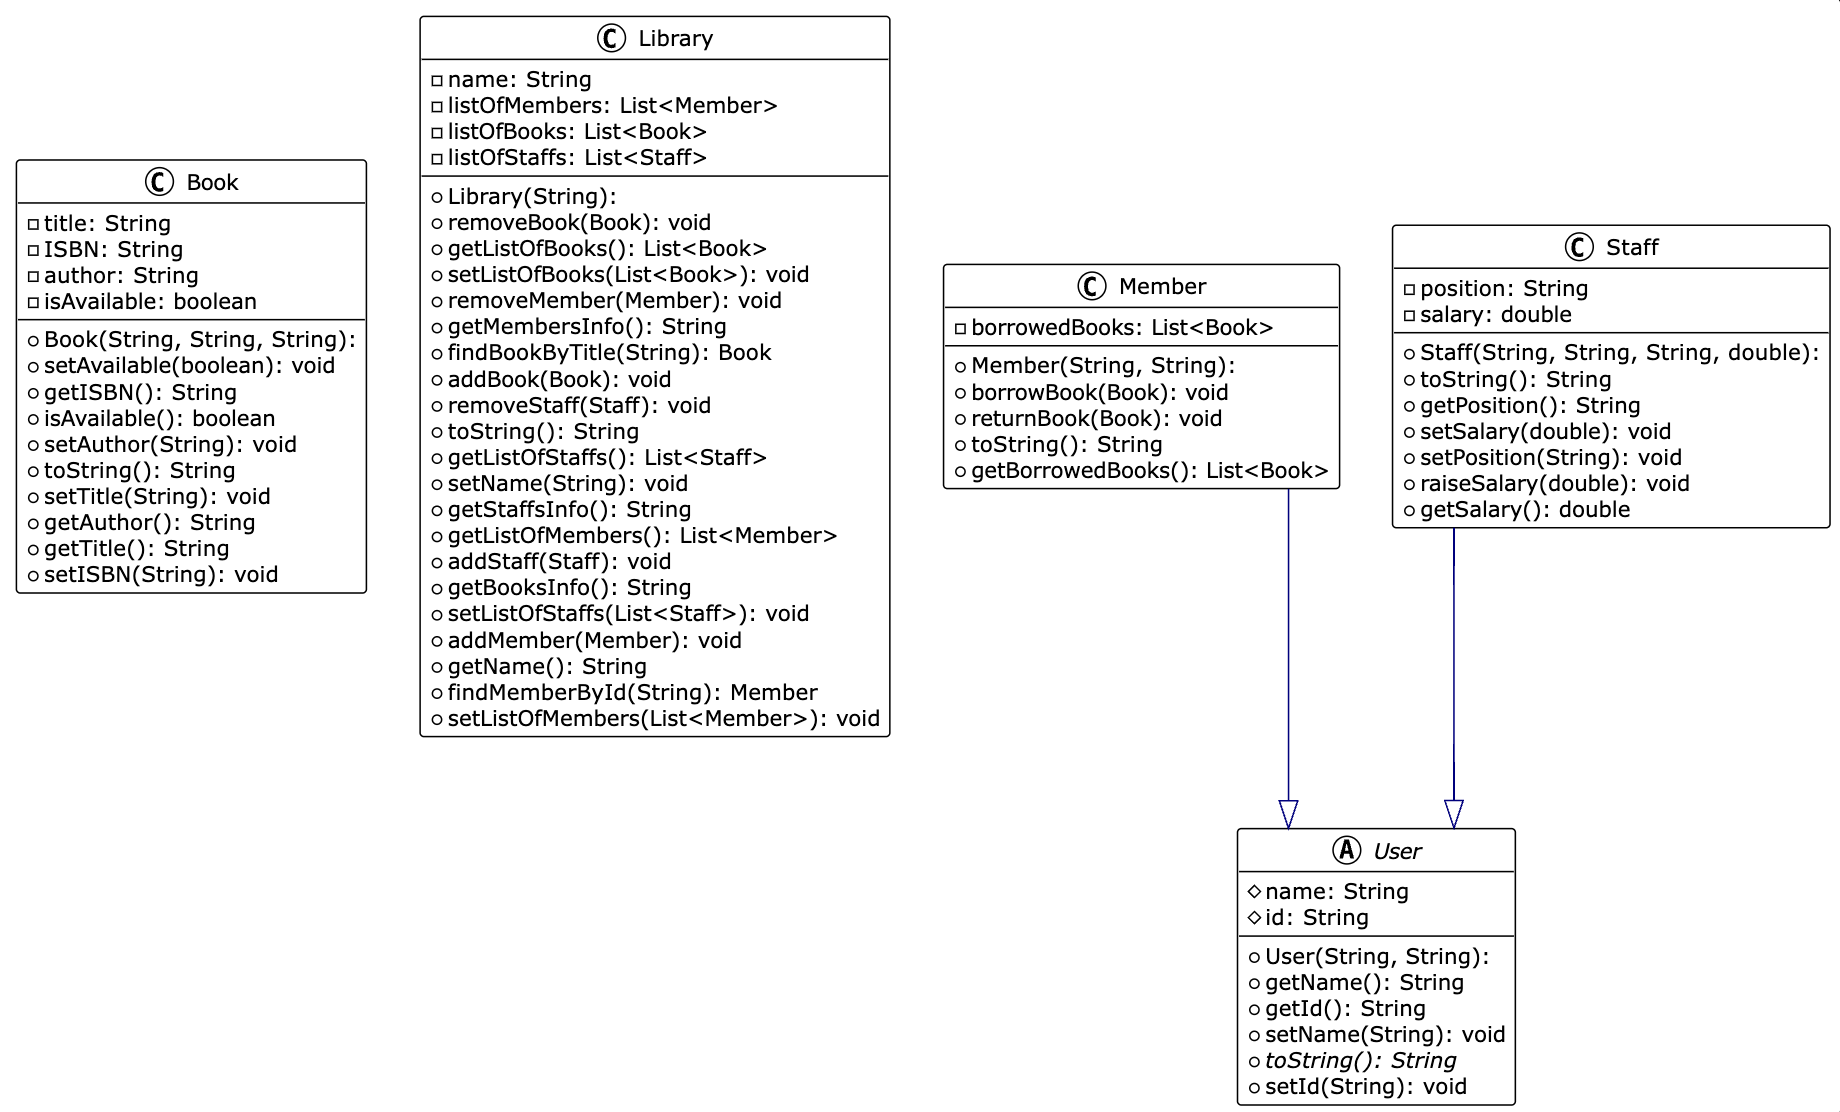 C Book
title: String
ISBN: String
author: String
isAvailable: boolean
Book(String, String, String):
setAvailable(boolean): void
getISBN(): String
isAvailable(): boolean
setAuthor(String): void
toString(): String
setTitle(String): void
getAuthor(): String
getTitle(): String
setISBN(String): void
C Library
name: String
listOfMembers: List<Member>
listOfBooks: List<Book>
listOfStaffs: List<Staff>
Library(String):
removeBook(Book): void
getListOfBooks(): List<Book>
setListOfBooks(List<Book>): void
removeMember(Member): void
getMembersInfo(): String
findBookByTitle(String): Book
addBook(Book): void
removeStaff(Staff): void
toString(): String
getListOfStaffs(): List<Staff>
setName(String): void
getStaffsInfo(): String
getListOfMembers(): List<Member>
addStaff(Staff): void
getBooksInfo(): String
setListOfStaffs(List<Staff>): void
addMember(Member): void
getName(): String
findMemberById(String): Member
setListOfMembers(List<Member>): void
C Member
borrowedBooks: List<Book>
Member(String, String):
borrowBook(Book): void
returnBook(Book): void
toString(): String
getBorrowedBooks(): List<Book>
C Staff
position: String
salary: double
Staff(String, String, String, double):
toString(): String
getPosition(): String
setSalary(double): void
setPosition(String): void
raiseSalary(double): void
getSalary(): double
A User
name: String
id: String
User(String, String):
getName(): String
getId(): String
setName(String): void
toString(): String
setId(String): void